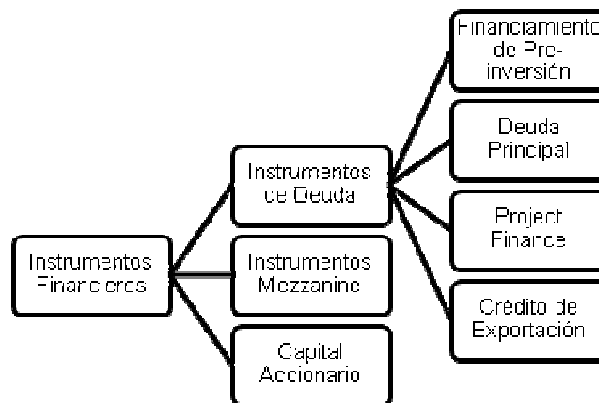 Instrumentos
Financieros
Instrumentos
de Deuda
Instrumentos
Mezzanine
Capital
Accionario
Financiamiento
de Pre-
inversión
Deuda
Principal
Project
Finance
Crédito de
Exportación